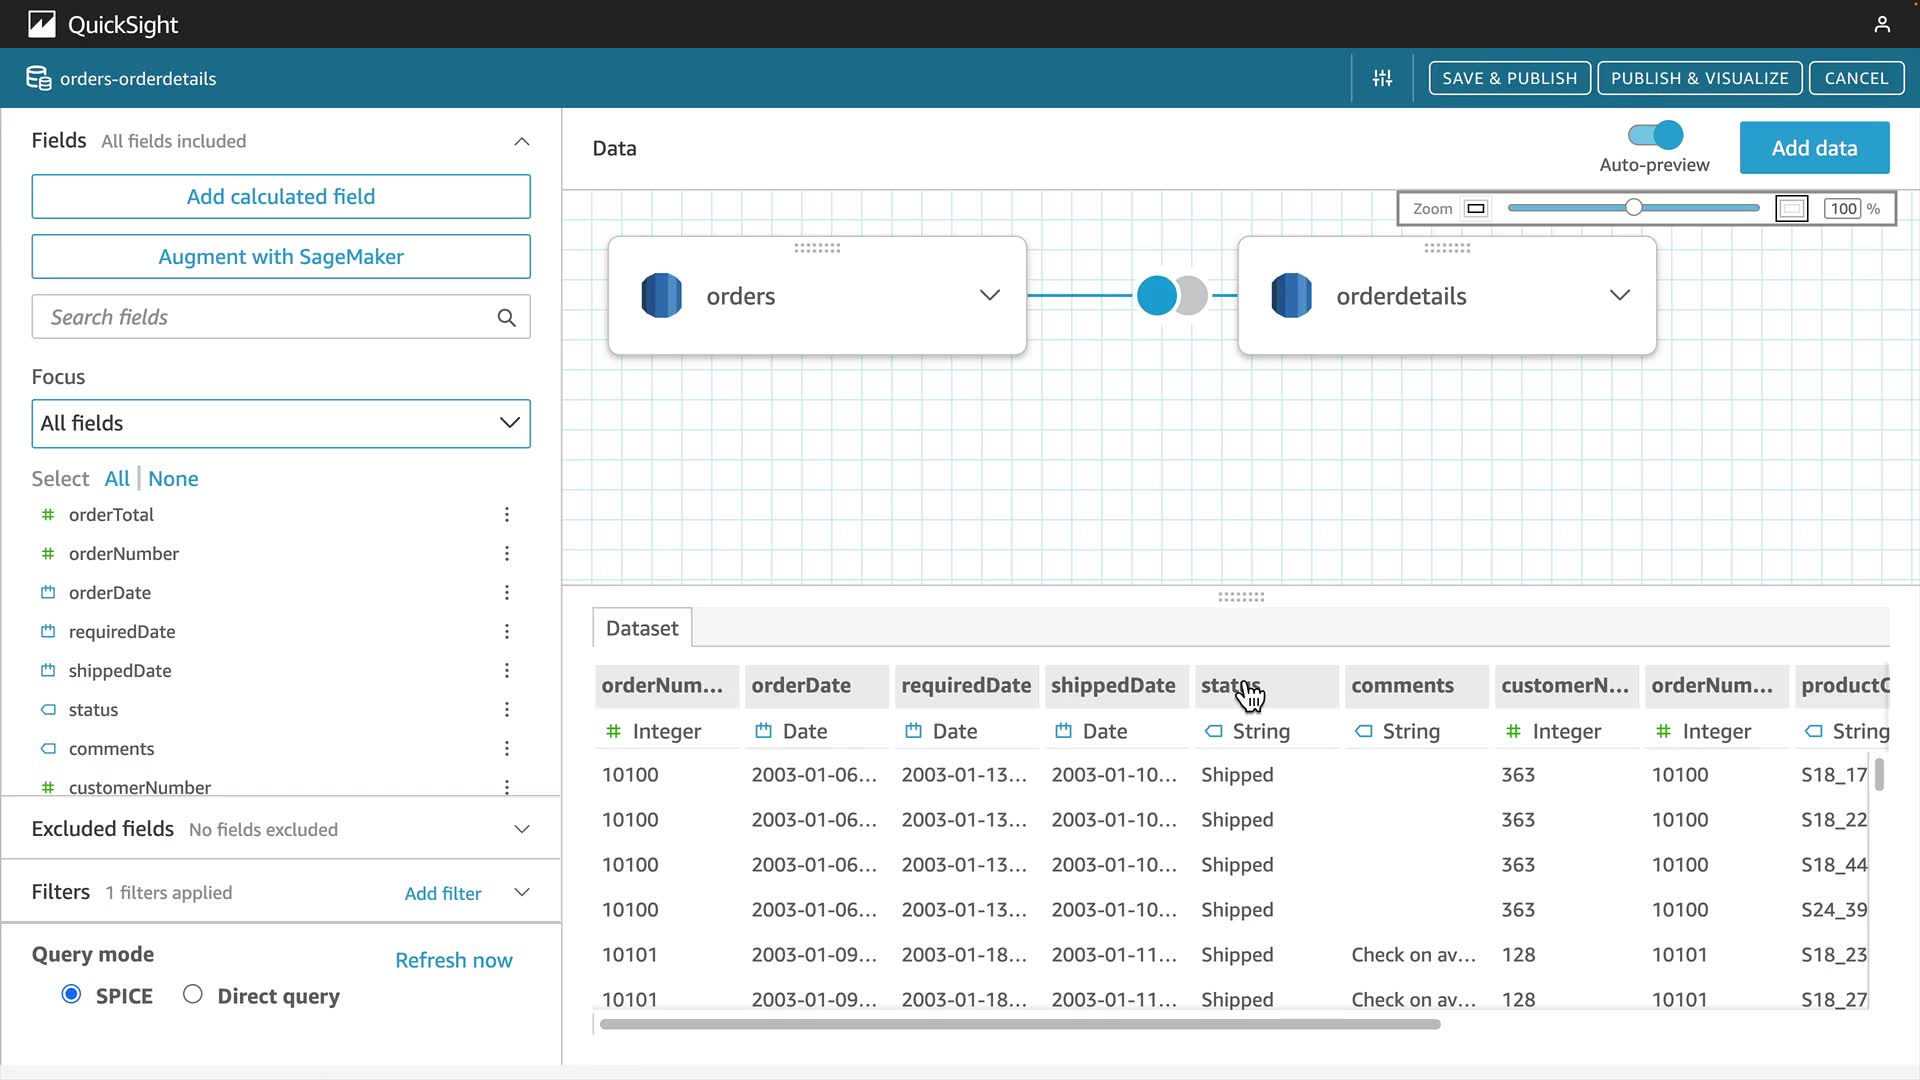 QuickSight
orders-orderdetails
SAVE & PUBLISH
PUBLISH & VISUALIZE
CANCEL
Fields All fields included
Add calculated field
Augment with SageMaker
Search fields
Focus
All fields
Select All | None
orderTotal
orderNumber
orderDate
requiredDate
shippedDate
status
comments
customerNumber
Excluded fields No fields excluded
Filters 1 filters applied Add filter
Query mode Refresh now
SPICE Direct query
Data
Auto-preview
Add data
Zoom 100 %
orders
orderdetails
Dataset
orderNum... orderDate requiredDate shippedDate status comments customerN... orderNum... productC
Integer Date Date Date String String Integer Integer String
10100 2003-01-06... 2003-01-13... 2003-01-10... Shipped 363 10100 S18_17
10100 2003-01-06... 2003-01-13... 2003-01-10... Shipped 363 10100 S18_22
10100 2003-01-06... 2003-01-13... 2003-01-10... Shipped 363 10100 S18_44
10100 2003-01-06... 2003-01-13... 2003-01-10... Shipped 363 10100 S24_39
10101 2003-01-09... 2003-01-18... 2003-01-11... Shipped Check on av... 128 10101 S18_23
10101 2003-01-09... 2003-01-18... 2003-01-11... Shipped Check on av... 128 10101 S18_27